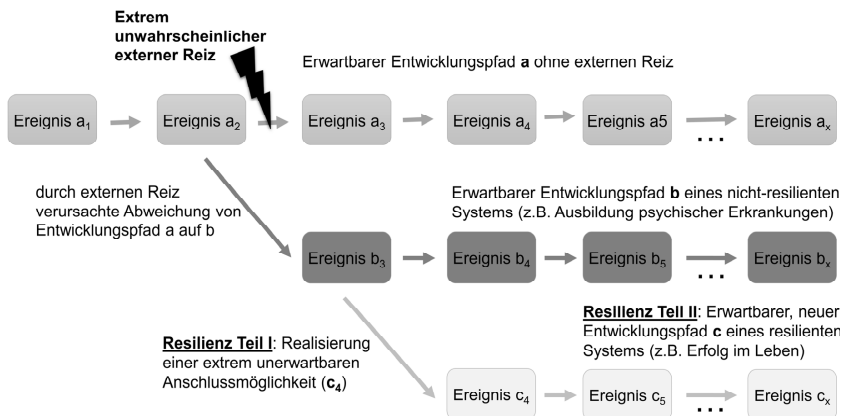 Extrem
unwahrscheinlicher
externer Reiz
Erwartbarer Entwicklungspfad a ohne externen Reiz
Ereignis a₁
Ereignis a₂
Ereignis a₃
Ereignis a₄
Ereignis a5
...
Ereignis aₓ
durch externen Reiz
verursachte Abweichung von
Entwicklungspfad a auf b
Erwartbarer Entwicklungspfad b eines nicht-resilienten
Systems (z.B. Ausbildung psychischer Erkrankungen)
Ereignis b₃
Ereignis b₄
Ereignis b₅
...
Ereignis bₓ
Resilienz Teil I: Realisierung
einer extrem unerwartbaren
Anschlussmöglichkeit (c₄)
Resilienz Teil II: Erwartbarer, neuer
Entwicklungspfad c eines resilienten
Systems (z.B. Erfolg im Leben)
Ereignis c₄
Ereignis c₅
...
Ereignis cₓ